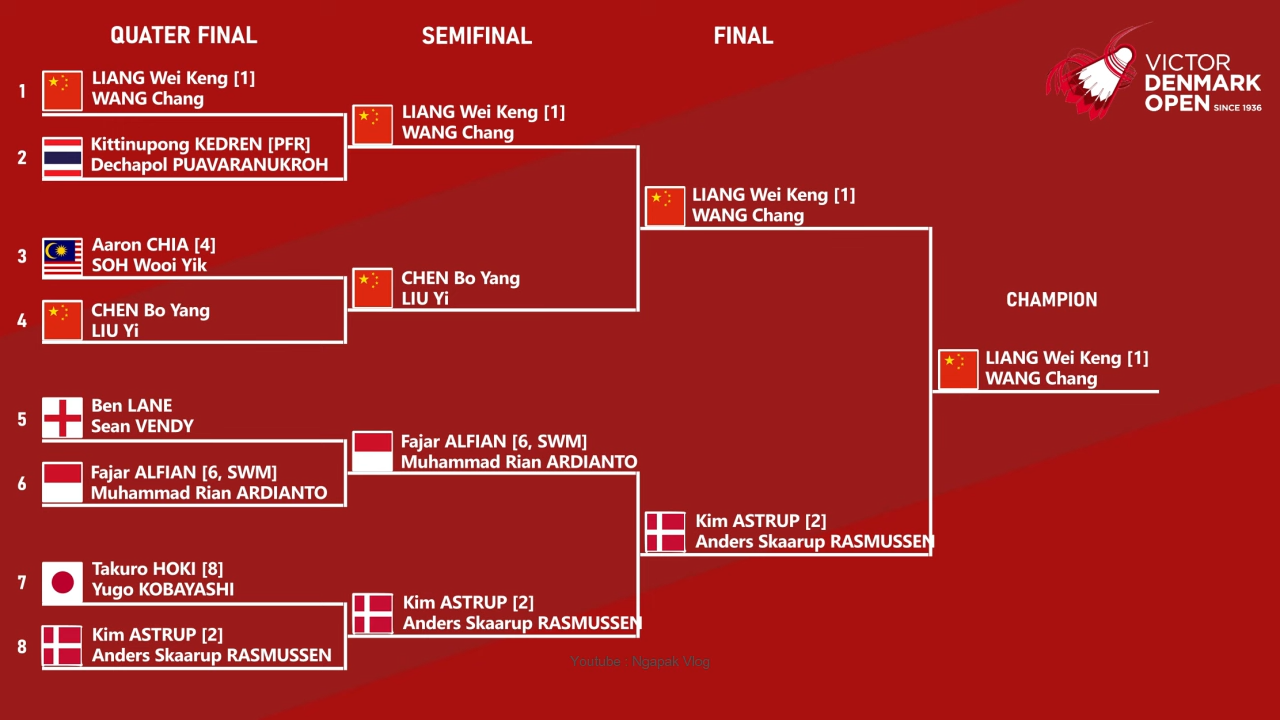 QUATER FINAL
SEMIFINAL
FINAL
VICTOR
DENMARK
OPEN SINCE 1936
1
LIANG Wei Keng [1]
WANG Chang
2
Kittinupong KEDREN [PFR]
Dechapol PUAVARANUKROH
3
Aaron CHIA [4]
SOH Wooi Yik
4
CHEN Bo Yang
LIU Yi
5
Ben LANE
Sean VENDY
6
Fajar ALFIAN [6, SWM]
Muhammad Rian ARDIANTO
7
Takuro HOKI [8]
Yugo KOBAYASHI
8
Kim ASTRUP [2]
Anders Skaarup RASMUSSEN
LIANG Wei Keng [1]
WANG Chang
CHEN Bo Yang
LIU Yi
Fajar ALFIAN [6, SWM]
Muhammad Rian ARDIANTO
Kim ASTRUP [2]
Anders Skaarup RASMUSSEN
LIANG Wei Keng [1]
WANG Chang
Kim ASTRUP [2]
Anders Skaarup RASMUSSEN
CHAMPION
LIANG Wei Keng [1]
WANG Chang
Youtube : Ngapak Vlog